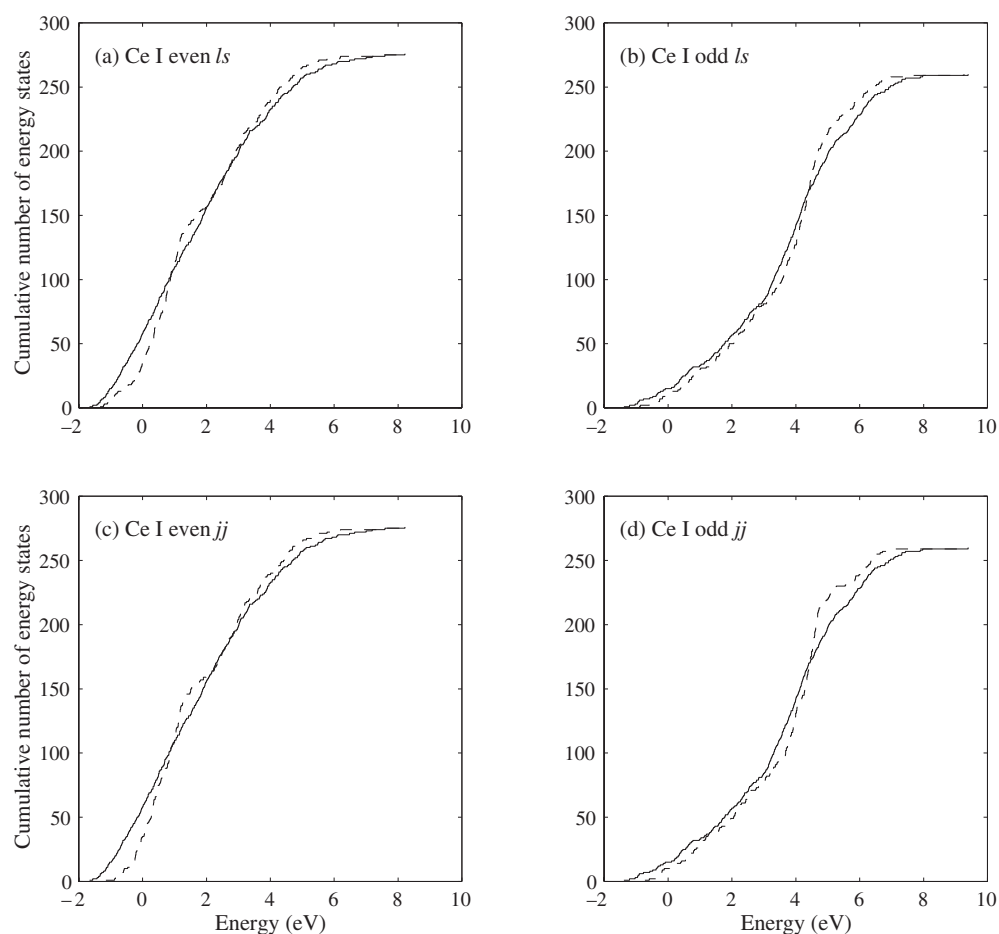 300
250
200
150
100
50
0
Cumulative number of energy states
(a) Ce I even ls
−2 0 2 4 6 8 10
300
250
200
150
100
50
0
(b) Ce I odd ls
−2 0 2 4 6 8 10
300
250
200
150
100
50
0
Cumulative number of energy states
(c) Ce I even jj
−2 0 2 4 6 8 10
Energy (eV)
300
250
200
150
100
50
0
(d) Ce I odd jj
−2 0 2 4 6 8 10
Energy (eV)